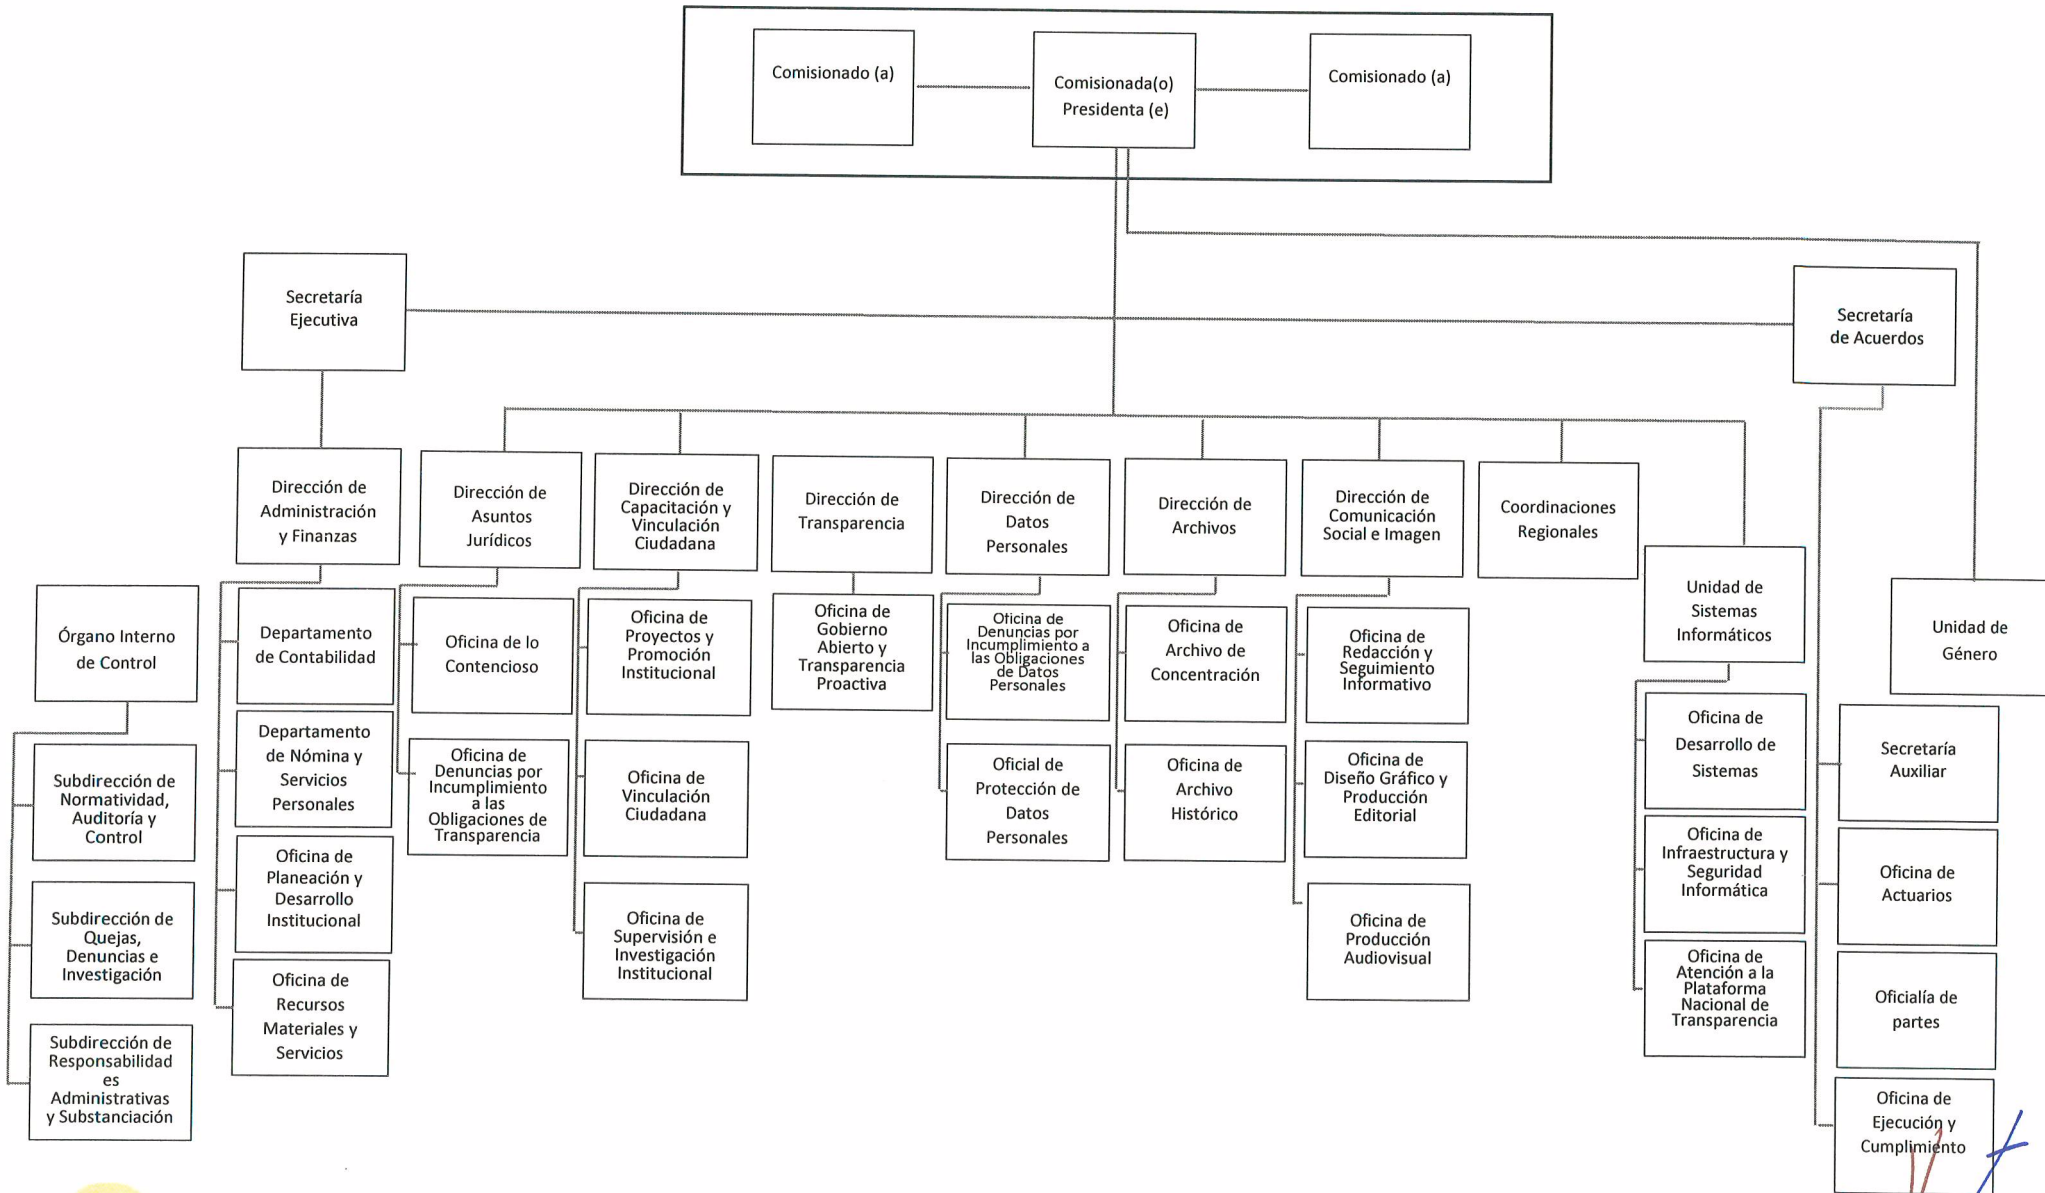 Comisionado (a)
Comisionada(o)
Presidenta (e)
Comisionado (a)
Secretaría
Ejecutiva
Secretaría
de Acuerdos
Dirección de
Administración
y Finanzas
Dirección de
Asuntos
Jurídicos
Dirección de
Capacitación y
Vinculación
Ciudadana
Dirección de
Transparencia
Dirección de
Datos
Personales
Dirección de
Archivos
Dirección de
Comunicación
Social e Imagen
Coordinaciones
Regionales
Unidad de
Sistemas
Informáticos
Unidad de
Género
Órgano Interno
de Control
Subdirección de
Normatividad,
Auditoría y
Control
Subdirección de
Quejas,
Denuncias e
Investigación
Subdirección de
Responsabilidad
es
Administrativas
y Substanciación
Departamento
de Contabilidad
Departamento
de Nómina y
Servicios
Personales
Oficina de
Planeación y
Desarrollo
Institucional
Oficina de
Recursos
Materiales y
Servicios
Oficina de lo
Contencioso
Oficina de
Denuncias por
Incumplimiento
a las
Obligaciones de
Transparencia
Oficina de
Proyectos y
Promoción
Institucional
Oficina de
Vinculación
Ciudadana
Oficina de
Supervisión e
Investigación
Institucional
Oficina de
Gobierno
Abierto y
Transparencia
Proactiva
Oficina de
Denuncias por
Incumplimiento a
las Obligaciones
de Datos
Personales
Oficial de
Protección de
Datos
Personales
Oficina de
Archivo de
Concentración
Oficina de
Archivo
Histórico
Oficina de
Redacción y
Seguimiento
Informativo
Oficina de
Diseño Gráfico y
Producción
Editorial
Oficina de
Producción
Audiovisual
Oficina de
Desarrollo de
Sistemas
Oficina de
Infraestructura y
Seguridad
Informática
Oficina de
Atención a la
Plataforma
Nacional de
Transparencia
Secretaría
Auxiliar
Oficina de
Actuarios
Oficialía de
partes
Oficina de
Ejecución y
Cumplimiento